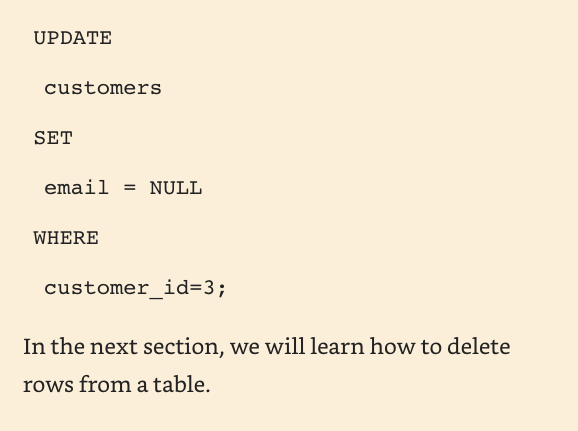 UPDATE
customers
SET
email = NULL
WHERE
customer_id=3;
In the next section, we will learn how to delete
rows from a table.